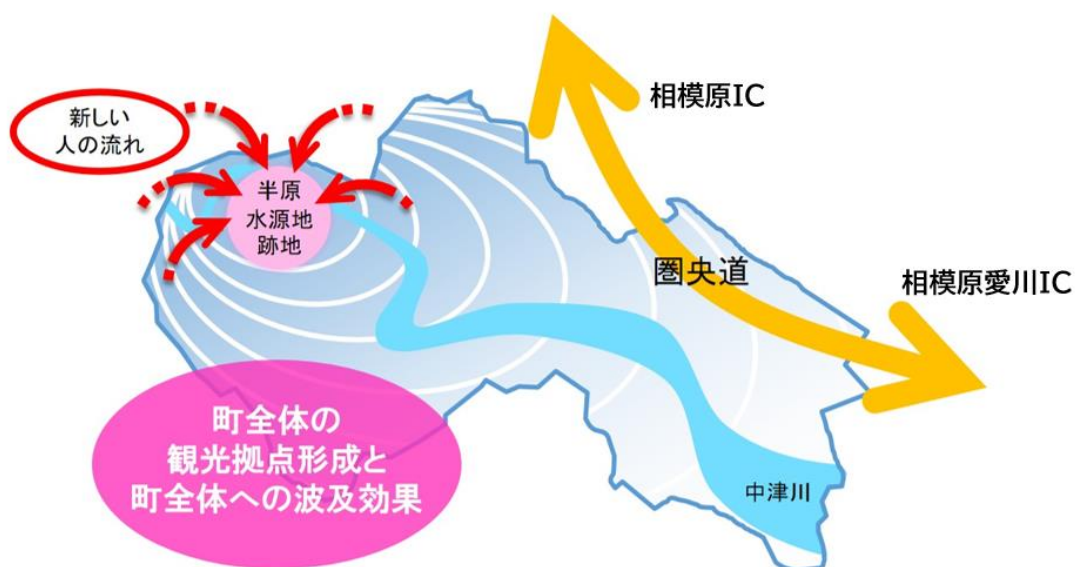 相模原IC
新しい
人の流れ
半原
水源地
跡地
圏央道
相模原愛川IC
町全体の
観光拠点形成と
町全体への波及効果
中津川